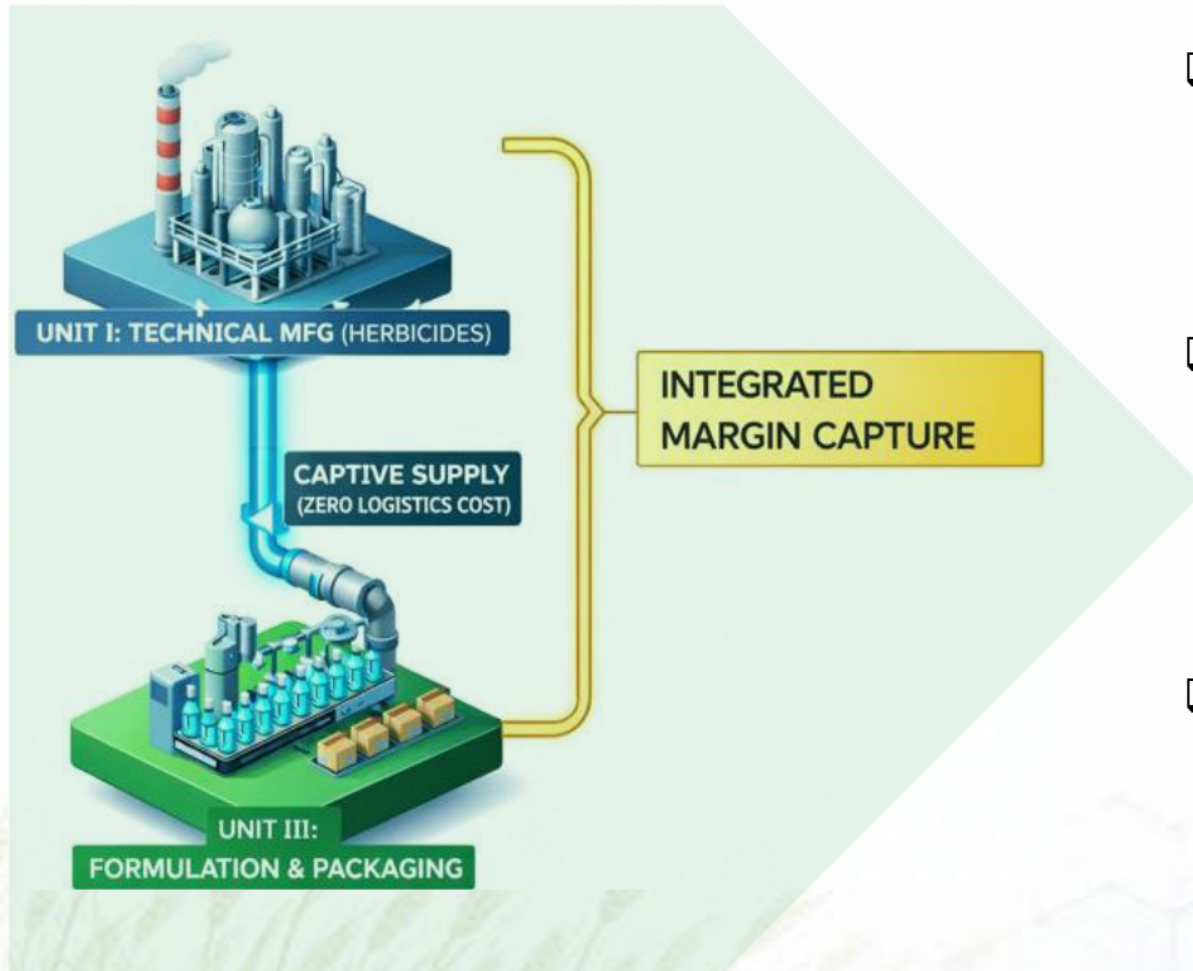 UNIT I: TECHNICAL MFG (HERBICIDES)
CAPTIVE SUPPLY
(ZERO LOGISTICS COST)
INTEGRATED
MARGIN CAPTURE
UNIT III:
FORMULATION & PACKAGING